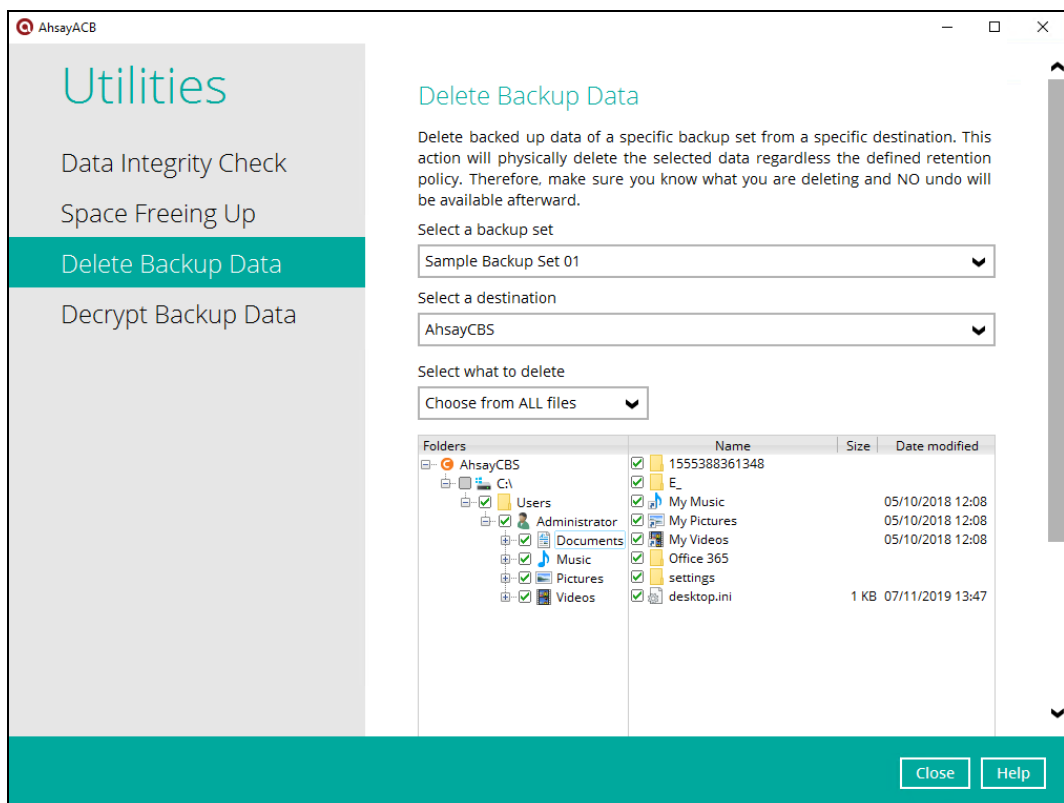 AhsayACB
Utilities
Data Integrity Check
Space Freeing Up
Delete Backup Data
Decrypt Backup Data
Delete Backup Data
Delete backed up data of a specific backup set from a specific destination. This
action will physically delete the selected data regardless the defined retention
policy. Therefore, make sure you know what you are deleting and NO undo will
be available afterward.
Select a backup set
Sample Backup Set 01
Select a destination
AhsayCBS
Select what to delete
Choose from ALL files
Folders
AhsayCBS
C:\
Users
Administrator
Documents
Music
Pictures
Videos
Name Size Date modified
1555388361348
E_
My Music 05/10/2018 12:08
My Pictures 05/10/2018 12:08
My Videos 05/10/2018 12:08
Office 365
settings
desktop.ini 1 KB 07/11/2019 13:47
Close Help